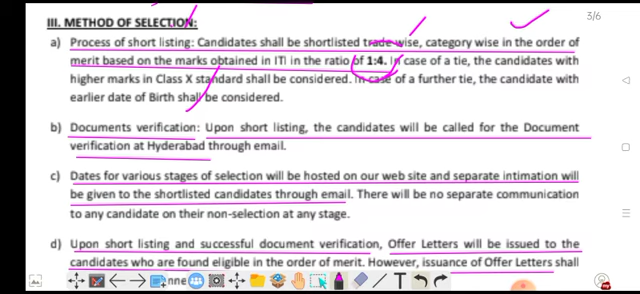 3/6
III. METHOD OF SELECTION:
a) Process of short listing: Candidates shall be shortlisted trade wise, category wise in the order of
merit based on the marks obtained in ITI in the ratio of 1:4. In case of a tie, the candidates with
higher marks in Class X standard shall be considered. In case of a further tie, the candidate with
earlier date of Birth shall be considered.
b) Documents verification: Upon short listing, the candidates will be called for the Document
verification at Hyderabad through email.
c) Dates for various stages of selection will be hosted on our web site and separate intimation will
be given to the shortlisted candidates through email. There will be no separate communication
to any candidate on their non-selection at any stage.
d) Upon short listing and successful document verification, Offer Letters will be issued to the
candidates who are found eligible in the order of merit. However, issuance of Offer Letters shall